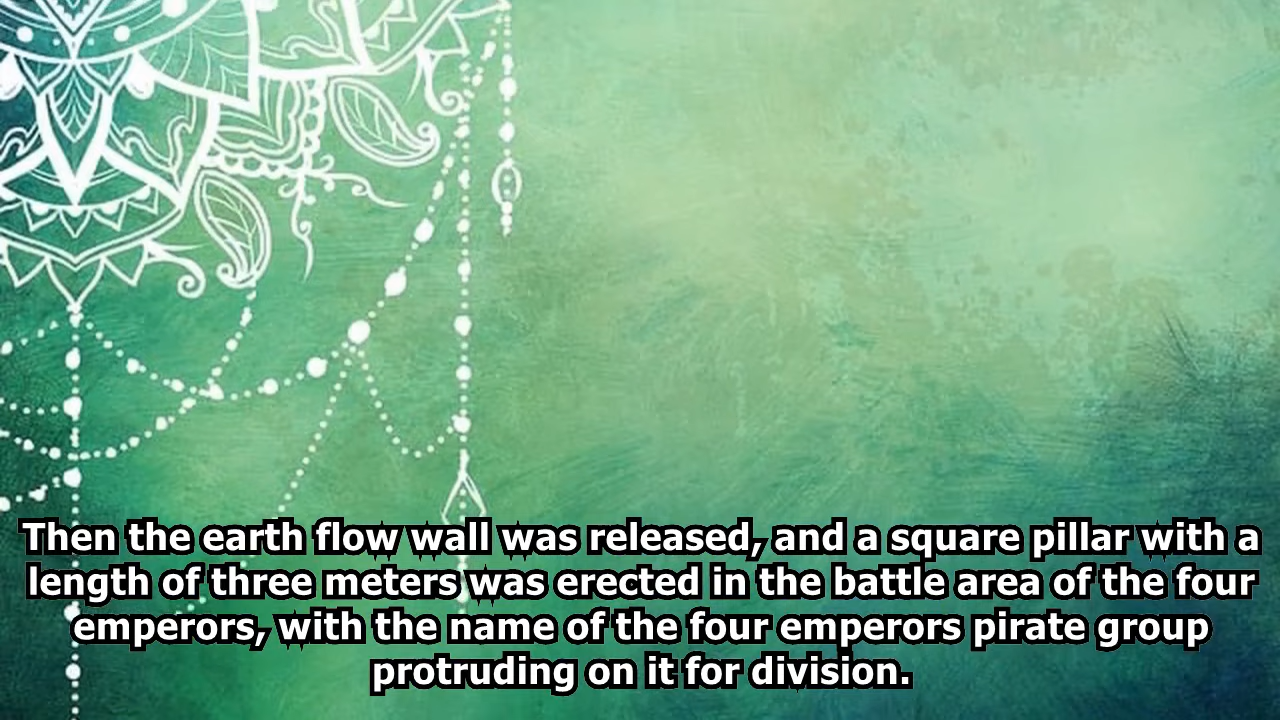 Then the earth flow wall was released, and a square pillar with a
length of three meters was erected in the battle area of the four
emperors, with the name of the four emperors pirate group
protruding on it for division.